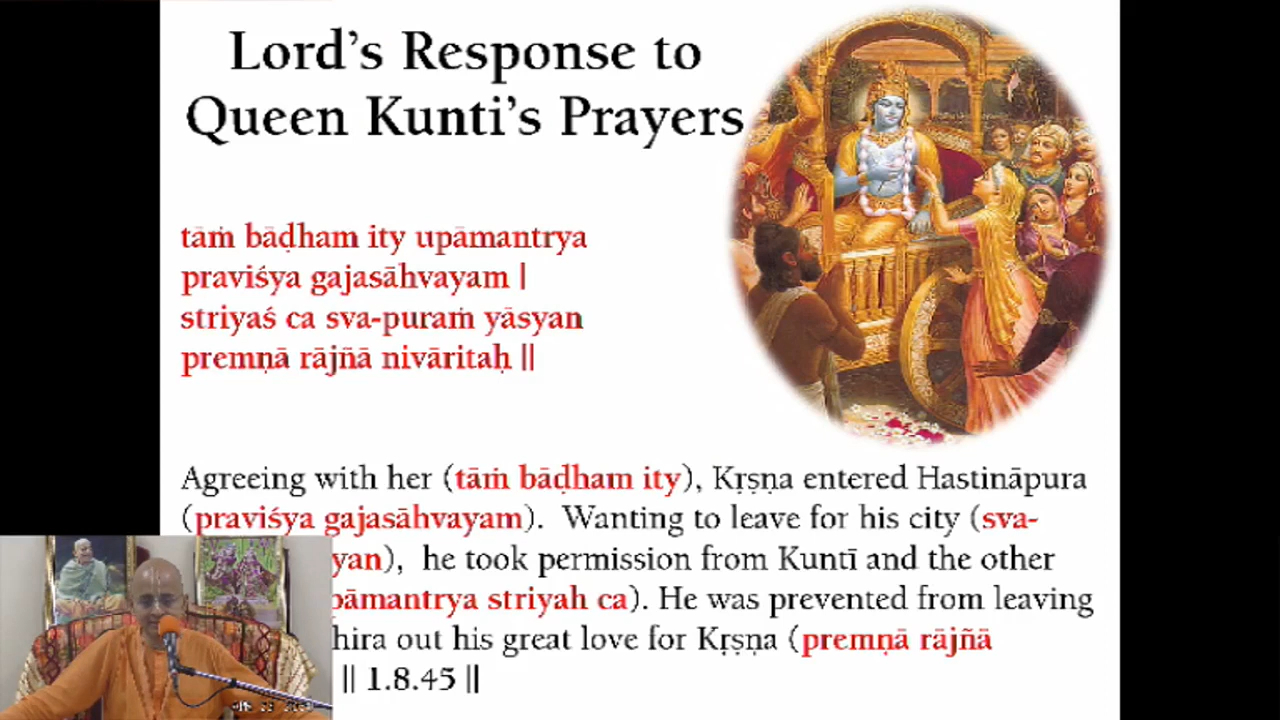 Lord’s Response to
Queen Kunti’s Prayers
tāṁ bāḍham ity upāmantrya
praviśya gajasāhvayam |
striyaś ca sva-puraṁ yāsyan
premṇā rājñā nivāritaḥ ||
Agreeing with her (tāṁ bāḍham ity), Kṛṣṇa entered Hastināpura
(praviśya gajasāhvayam). Wanting to leave for his city (sva-
yan), he took permission from Kuntī and the other
pāmantrya striyah ca). He was prevented from leaving
hira out his great love for Kṛṣṇa (premṇā rājñā
|| 1.8.45 ||